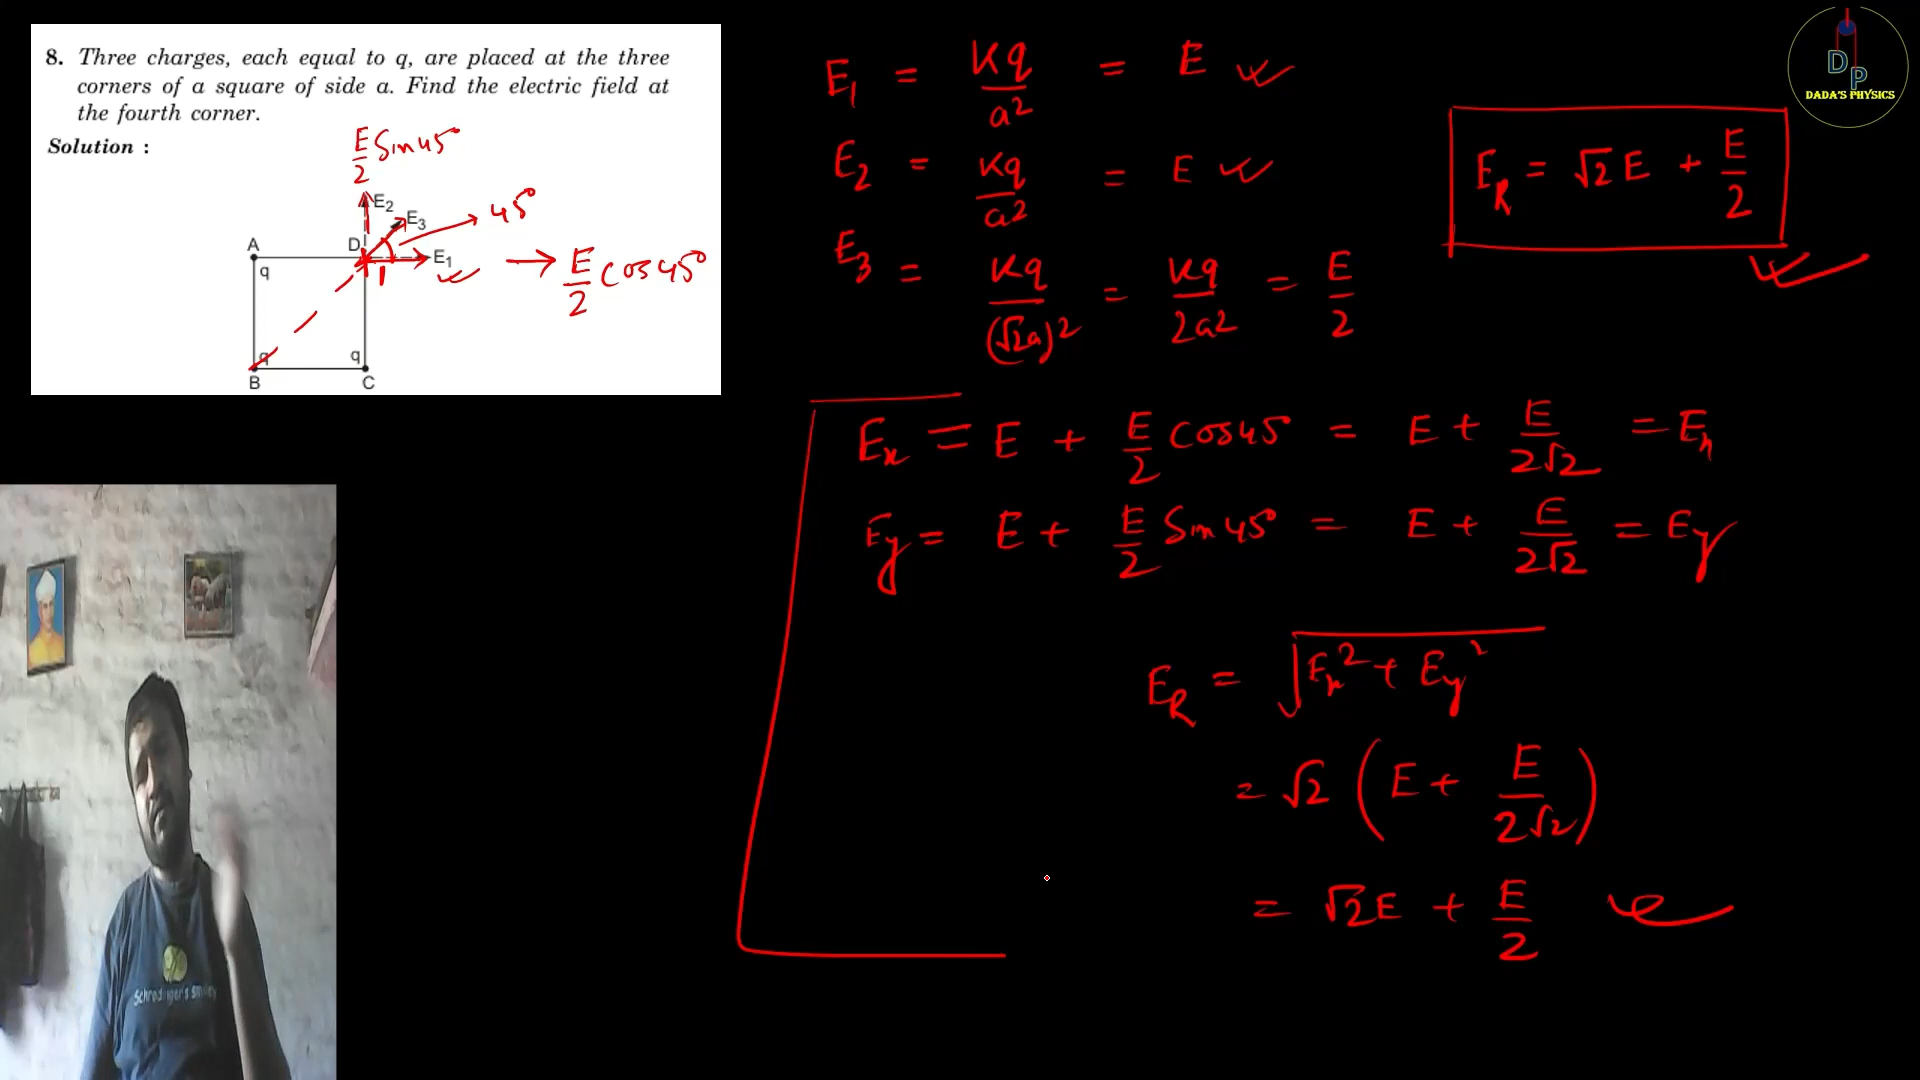 8. Three charges, each equal to q, are placed at the three
corners of a square of side a. Find the electric field at
the fourth corner.
Solution :
E/2 Sin45°
E2
E3
45°
A
D
E1
E/2 cos45°
q
q
q
B
C
E1 = Kq/a² = E
E2 = Kq/a² = E
E3 = Kq/(√2a)² = Kq/2a² = E/2
ER = √2 E + E/2
DP
DADA'S PHYSICS
Ex = E + E/2 Cos45 = E + E/2√2 = Ex
Ey = E + E/2 Sin45° = E + E/2√2 = Ey
ER = √Ex² + Ey²
= √2 (E + E/2√2)
= √2E + E/2